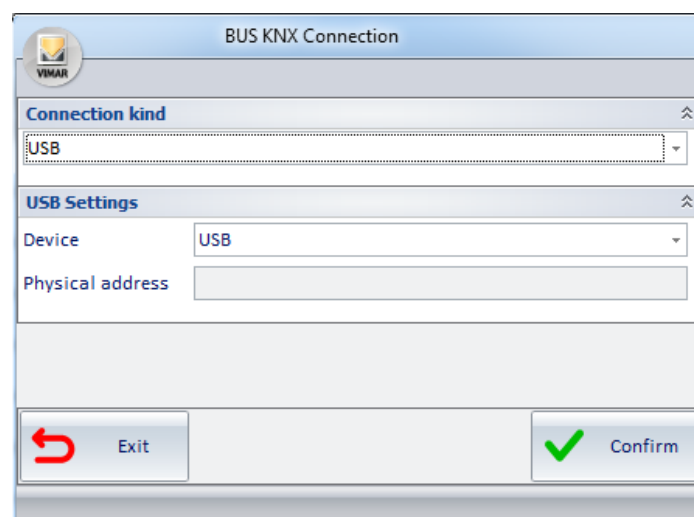 BUS KNX Connection
VIMAR
Connection kind
USB
USB Settings
Device USB
Physical address
Exit Confirm